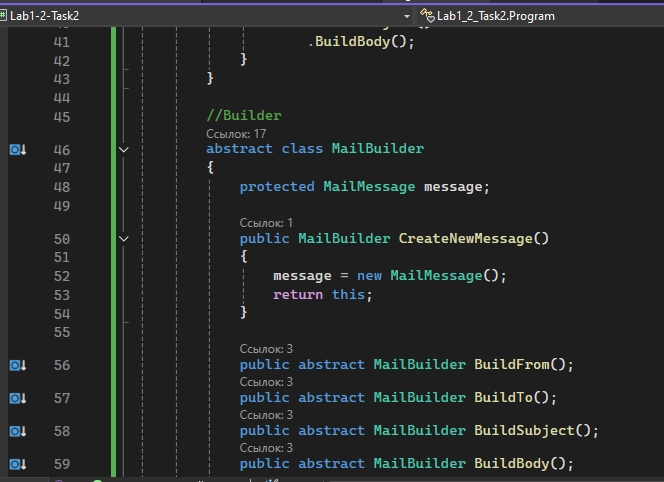 Lab1-2-Task2
Lab1_2_Task2.Program
41 .BuildBody();
42 }
43 }
44
45 //Builder
Ссылок: 17
46 abstract class MailBuilder
47 {
48 protected MailMessage message;
49
Ссылок: 1
50 public MailBuilder CreateNewMessage()
51 {
52 message = new MailMessage();
53 return this;
54 }
55
Ссылок: 3
56 public abstract MailBuilder BuildFrom();
Ссылок: 3
57 public abstract MailBuilder BuildTo();
Ссылок: 3
58 public abstract MailBuilder BuildSubject();
Ссылок: 3
59 public abstract MailBuilder BuildBody();